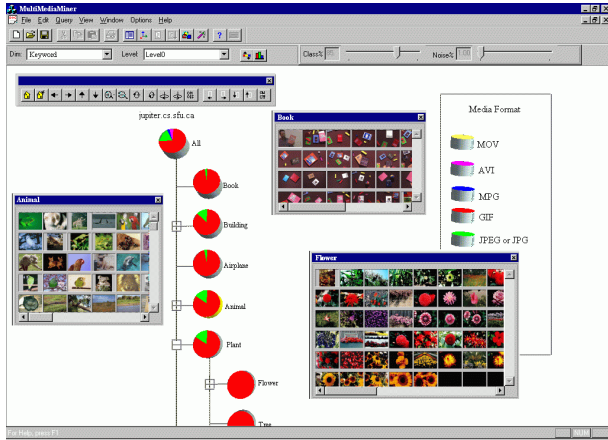 MultiMediaMiner
File Edit Query View Window Options Help
Dim: Keyword Level: Level0 Class% Noise%
jupiter.cs.sfu.ca
All
Book
Building
Airplane
Animal
Plant
Flower
Tree
Animal
Book
Flower
Media Format
MOV
AVI
MPG
GIF
JPEG or JPG
For Help, press F1
NUM